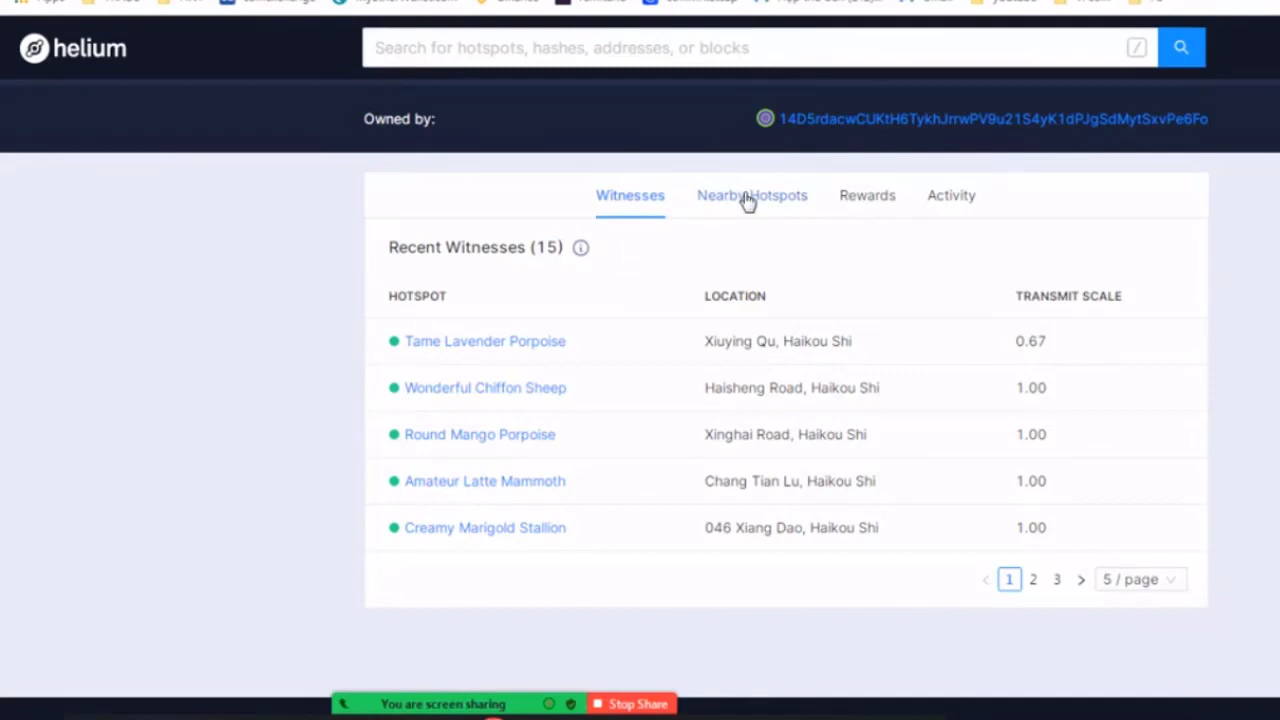 helium
Search for hotspots, hashes, addresses, or blocks /
Owned by: 14D5rdacwCUKtH6TykhJrrwPV9u21S4yK1dPJgSdMytSxvPe6Fo
Witnesses Nearby Hotspots Rewards Activity
Recent Witnesses (15)
HOTSPOT LOCATION TRANSMIT SCALE
Tame Lavender Porpoise Xiuying Qu, Haikou Shi 0.67
Wonderful Chiffon Sheep Haisheng Road, Haikou Shi 1.00
Round Mango Porpoise Xinghai Road, Haikou Shi 1.00
Amateur Latte Mammoth Chang Tian Lu, Haikou Shi 1.00
Creamy Marigold Stallion 046 Xiang Dao, Haikou Shi 1.00
< 1 2 3 > 5 / page
You are screen sharing Stop Share